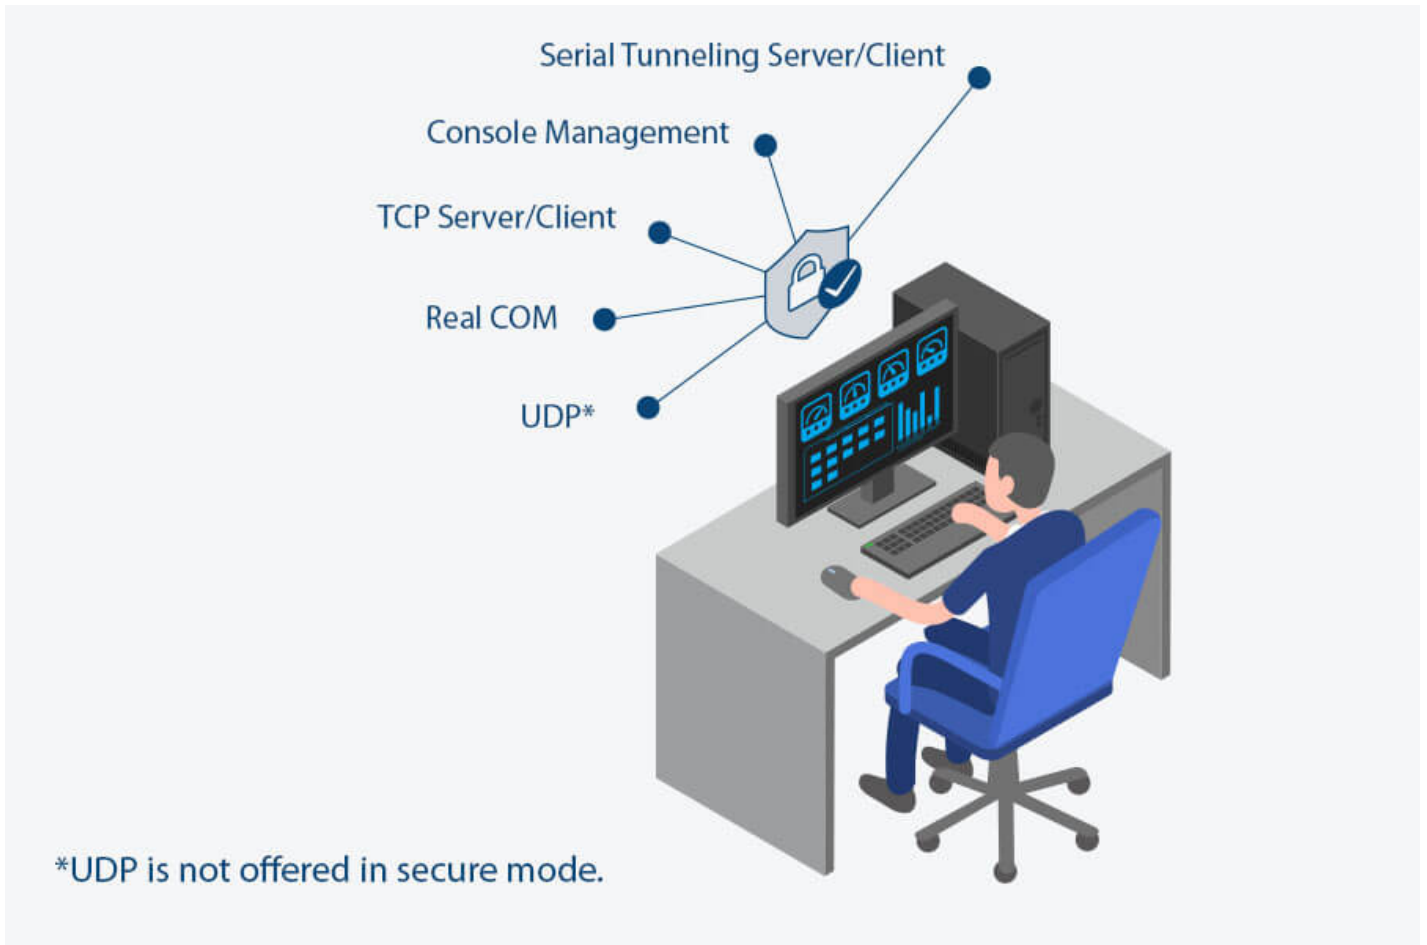 Serial Tunneling Server/Client
Console Management
TCP Server/Client
Real COM
UDP*
*UDP is not offered in secure mode.